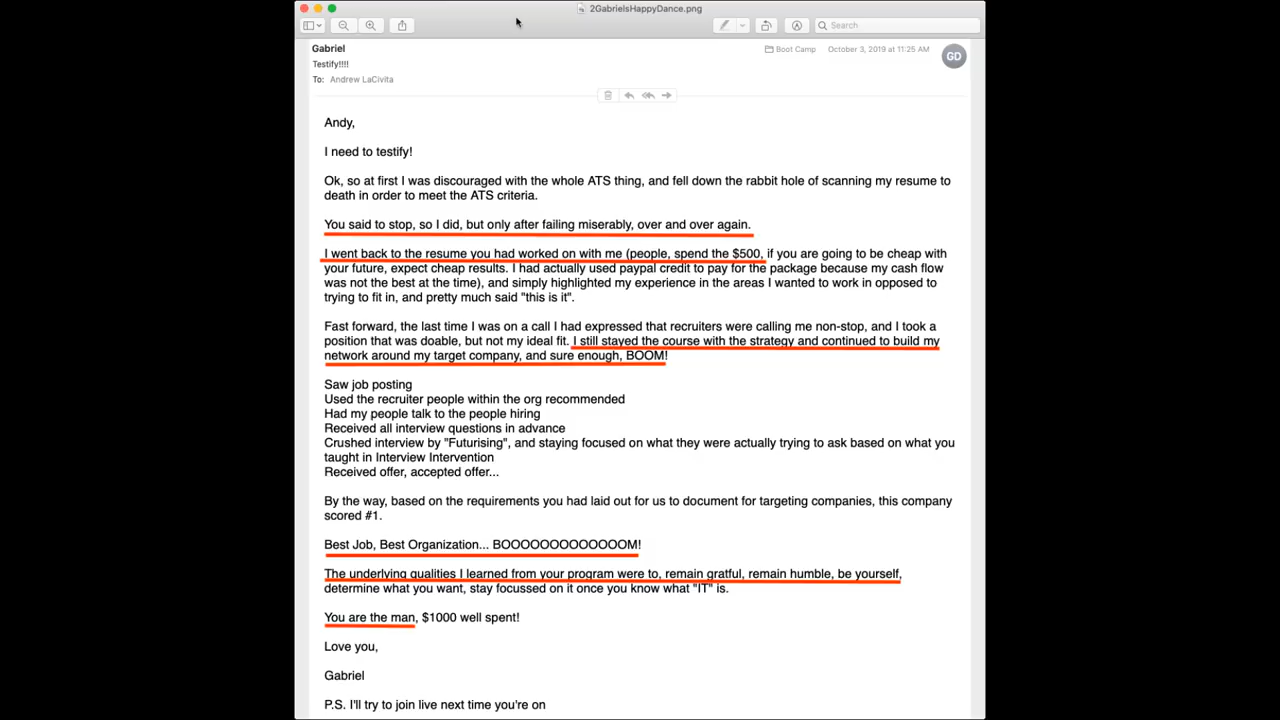 2GabrielsHappyDance.png
Search
Gabriel
Boot Camp October 3, 2019 at 11:25 AM
GD
Testify!!!!
To: Andrew LaCivita
Andy,
I need to testify!
Ok, so at first I was discouraged with the whole ATS thing, and fell down the rabbit hole of scanning my resume to
death in order to meet the ATS criteria.
You said to stop, so I did, but only after failing miserably, over and over again.
I went back to the resume you had worked on with me (people, spend the $500, if you are going to be cheap with
your future, expect cheap results. I had actually used paypal credit to pay for the package because my cash flow
was not the best at the time), and simply highlighted my experience in the areas I wanted to work in opposed to
trying to fit in, and pretty much said "this is it".
Fast forward, the last time I was on a call I had expressed that recruiters were calling me non-stop, and I took a
position that was doable, but not my ideal fit. I still stayed the course with the strategy and continued to build my
network around my target company, and sure enough, BOOM!
Saw job posting
Used the recruiter people within the org recommended
Had my people talk to the people hiring
Received all interview questions in advance
Crushed interview by "Futurising", and staying focused on what they were actually trying to ask based on what you
taught in Interview Intervention
Received offer, accepted offer...
By the way, based on the requirements you had laid out for us to document for targeting companies, this company
scored #1.
Best Job, Best Organization... BOOOOOOOOOOOOOM!
The underlying qualities I learned from your program were to, remain gratful, remain humble, be yourself,
determine what you want, stay focussed on it once you know what "IT" is.
You are the man, $1000 well spent!
Love you,
Gabriel
P.S. I'll try to join live next time you're on